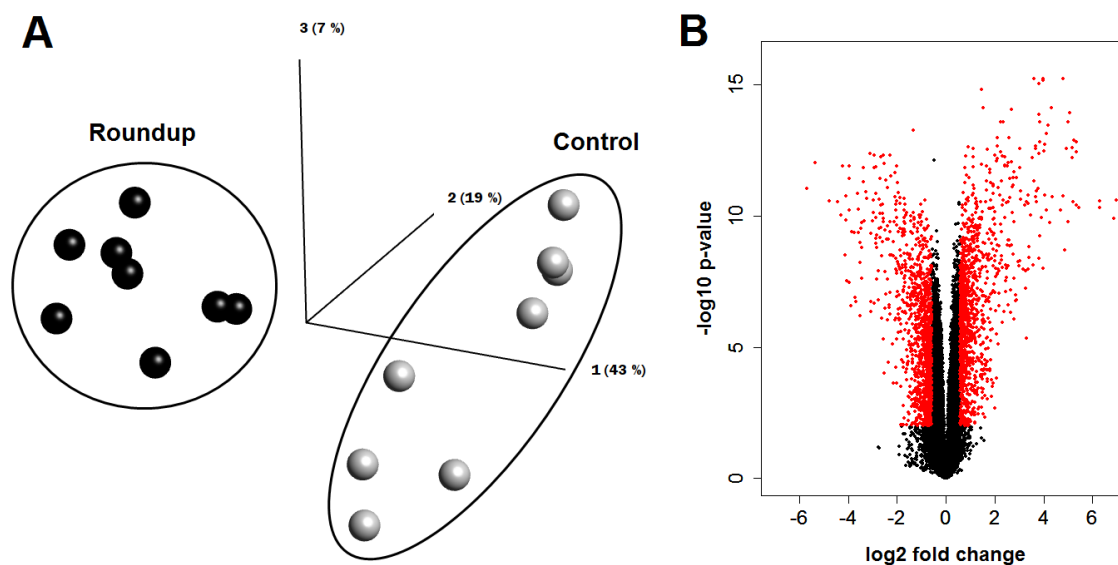 A
3 (7 %)
Roundup
2 (19 %)
Control
1 (43 %)
B
-log10 p-value
15
10
5
0
-6
-4
-2
0
2
4
6
log2 fold change